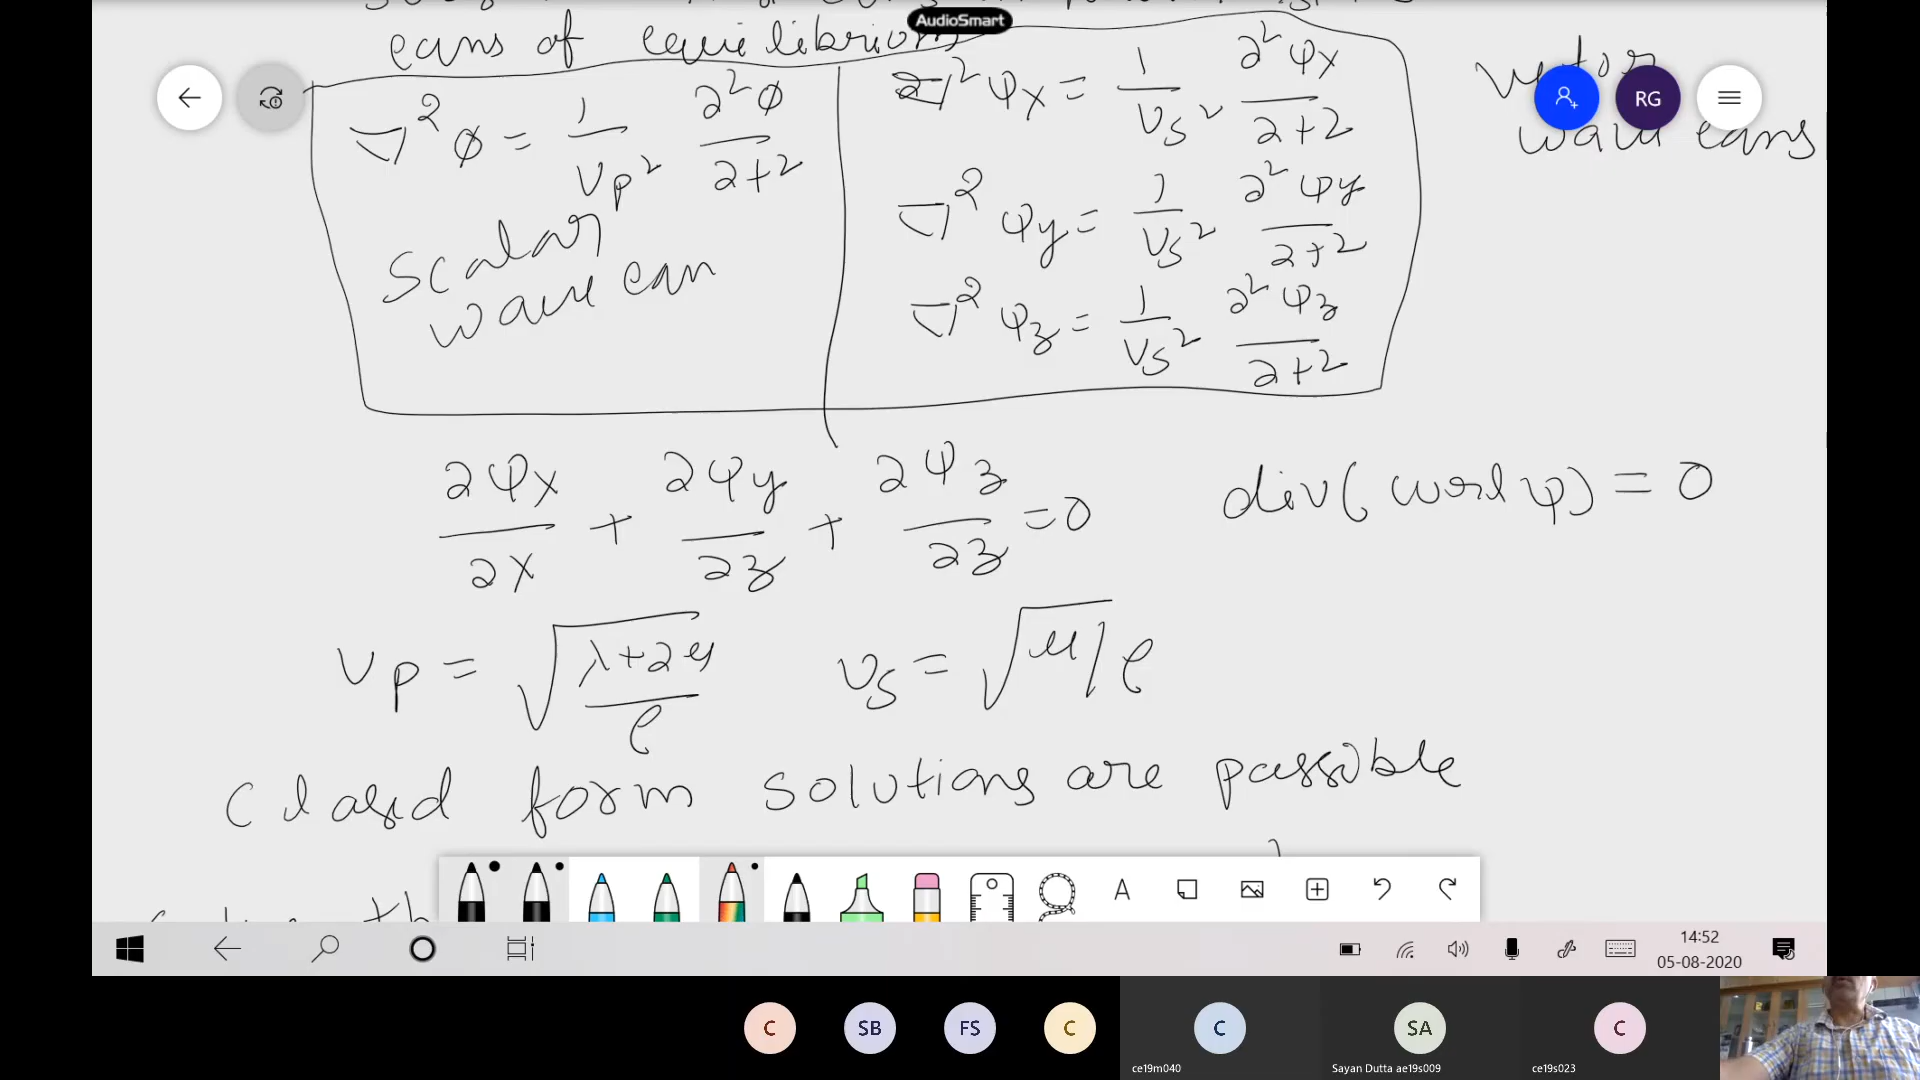 AudioSmart
eqns of equilibrium
∇²φ = 1/Vp² ∂²φ/∂t²
scalar
wave eqn
∇²ψx = 1/Vs² ∂²ψx/∂t²
∇²ψy = 1/Vs² ∂²ψy/∂t²
∇²ψz = 1/Vs² ∂²ψz/∂t²
vector
wave eqns
RG
∂ψx/∂x + ∂ψy/∂z + ∂ψz/∂z = 0
div(curl ψ) = 0
Vp = √((λ+2μ)/ρ)
Vs = √(μ/ρ)
closed form solutions are possible
A
14:52
05-08-2020
C
SB
FS
C
C
SA
C
ce19m040
Sayan Dutta ae19s009
ce19s023